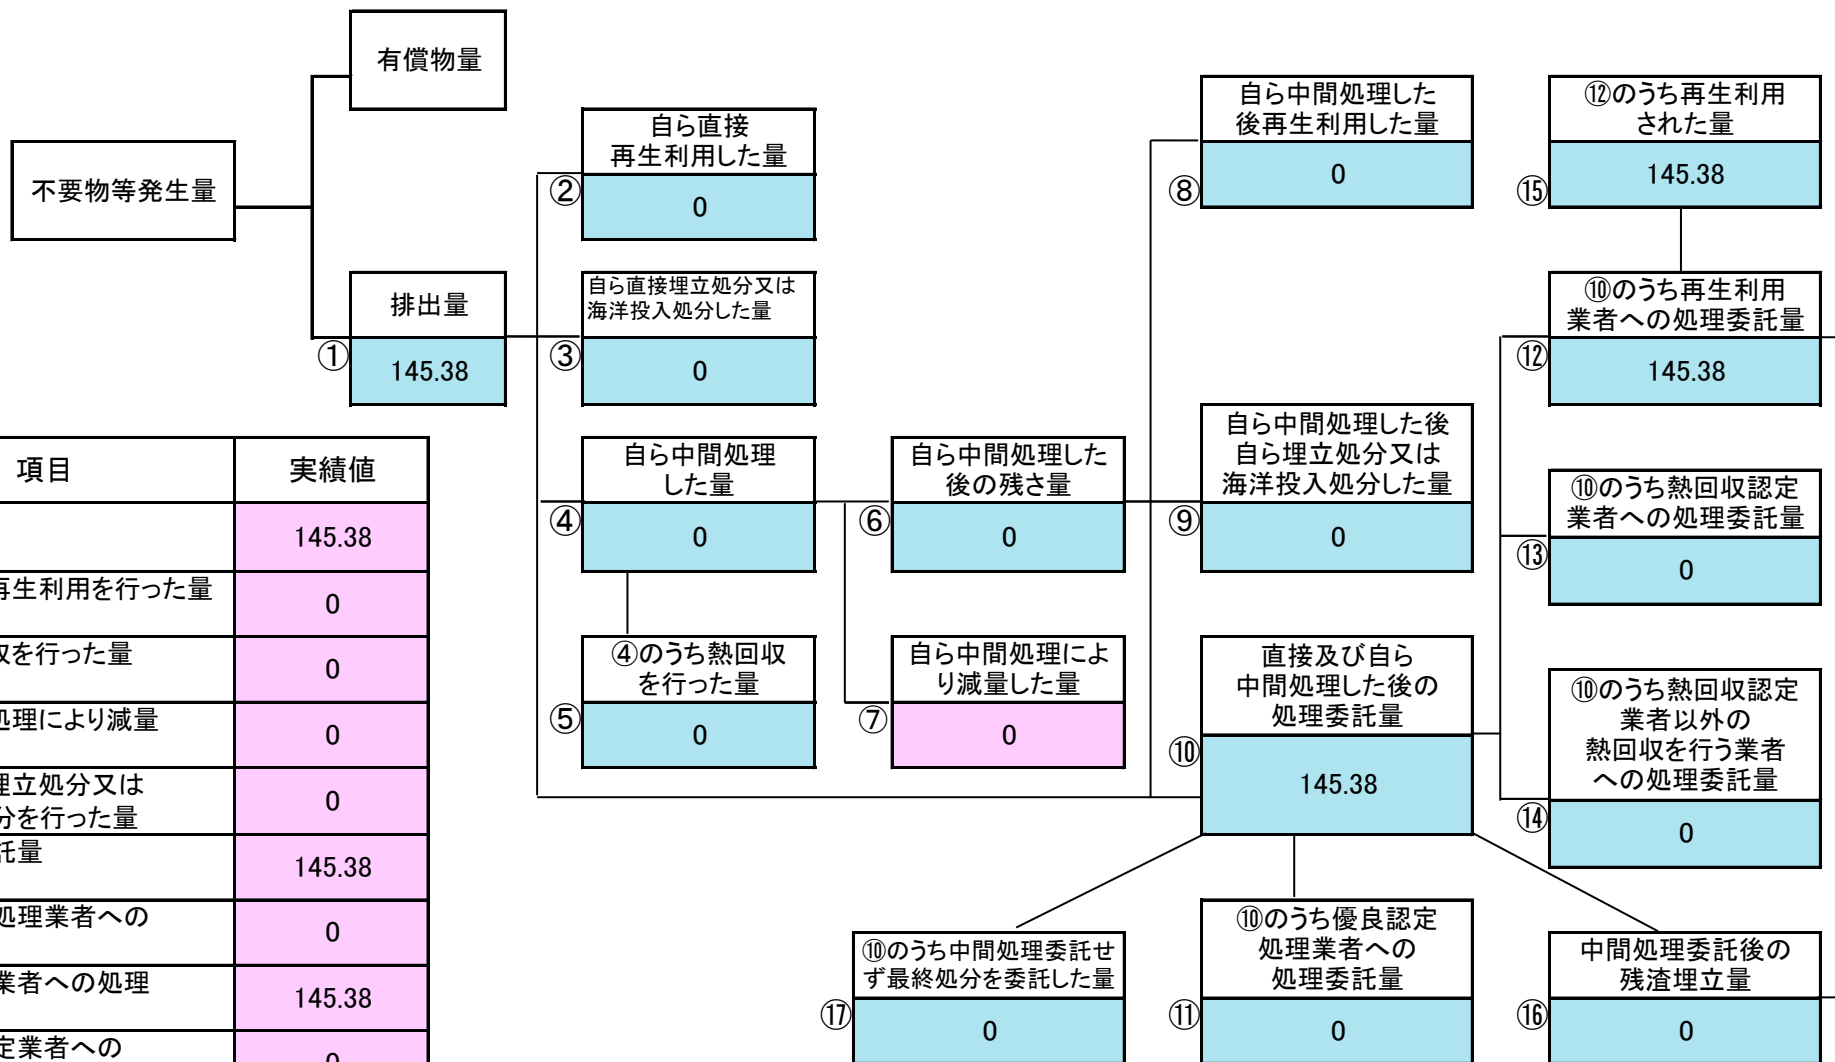 有償物量
不要物等発生量
排出量
①
145.38
自ら直接
再生利用した量
②
0
自ら直接埋立処分又は
海洋投入処分した量
③
0
自ら中間処理
した量
④
0
④のうち熱回収
を行った量
⑤
0
自ら中間処理した
後の残さ量
⑥
0
自ら中間処理によ
り減量した量
⑦
0
自ら中間処理した
後再生利用した量
⑧
0
自ら中間処理した後
自ら埋立処分又は
海洋投入処分した量
⑨
0
直接及び自ら
中間処理した後の
処理委託量
⑩
145.38
⑩のうち優良認定
処理業者への
処理委託量
⑪
0
⑩のうち再生利用
業者への処理委託量
⑫
145.38
⑩のうち熱回収認定
業者への処理委託量
⑬
0
⑩のうち熱回収認定
業者以外の
熱回収を行う業者
への処理委託量
⑭
0
⑫のうち再生利用
された量
⑮
145.38
中間処理委託後の
残渣埋立量
⑯
0
⑩のうち中間処理委託せ
ず最終処分を委託した量
⑰
0
項目 実績値
145.38
再生利用を行った量
0
収を行った量
0
処理により減量
0
埋立処分又は
分を行った量
0
託量
145.38
処理業者への
0
業者への処理
145.38
定業者への
0